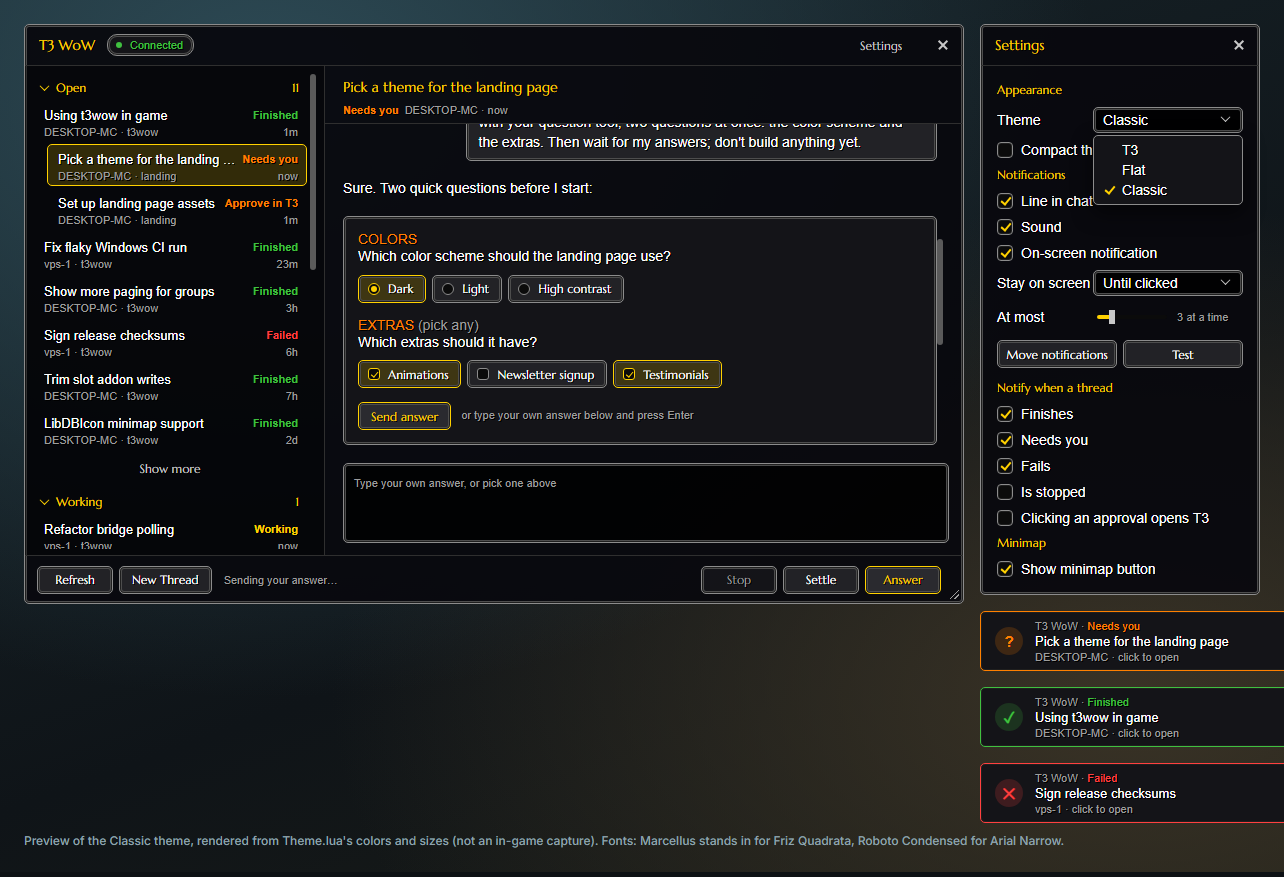 T3 WoW
Connected
Settings
Open 11
Using t3wow in game Finished
DESKTOP-MC · t3wow 1m
Pick a theme for the landing ... Needs you
DESKTOP-MC · landing now
Set up landing page assets Approve in T3
DESKTOP-MC · landing 1m
Fix flaky Windows CI run Finished
vps-1 · t3wow 23m
Show more paging for groups Finished
DESKTOP-MC · t3wow 3h
Sign release checksums Failed
vps-1 · t3wow 6h
Trim slot addon writes Finished
DESKTOP-MC · t3wow 7h
LibDBIcon minimap support Finished
DESKTOP-MC · t3wow 2d
Show more
Working 1
Refactor bridge polling Working
vps-1 · t3wow now
Pick a theme for the landing page
Needs you DESKTOP-MC · now
with your question tool, two questions at once: the color scheme and
the extras. Then wait for my answers; don't build anything yet.
Sure. Two quick questions before I start:
COLORS
Which color scheme should the landing page use?
Dark Light High contrast
EXTRAS (pick any)
Which extras should it have?
Animations Newsletter signup Testimonials
Send answer or type your own answer below and press Enter
Type your own answer, or pick one above
Refresh New Thread Sending your answer... Stop Settle Answer
Settings
Appearance
Theme Classic
T3
Flat
Classic
Compact th
Notifications
Line in chat
Sound
On-screen notification
Stay on screen Until clicked
At most 3 at a time
Move notifications Test
Notify when a thread
Finishes
Needs you
Fails
Is stopped
Clicking an approval opens T3
Minimap
Show minimap button
T3 WoW · Needs you
Pick a theme for the landing page
DESKTOP-MC · click to open
T3 WoW · Finished
Using t3wow in game
DESKTOP-MC · click to open
T3 WoW · Failed
Sign release checksums
vps-1 · click to open
Preview of the Classic theme, rendered from Theme.lua's colors and sizes (not an in-game capture). Fonts: Marcellus stands in for Friz Quadrata, Roboto Condensed for Arial Narrow.